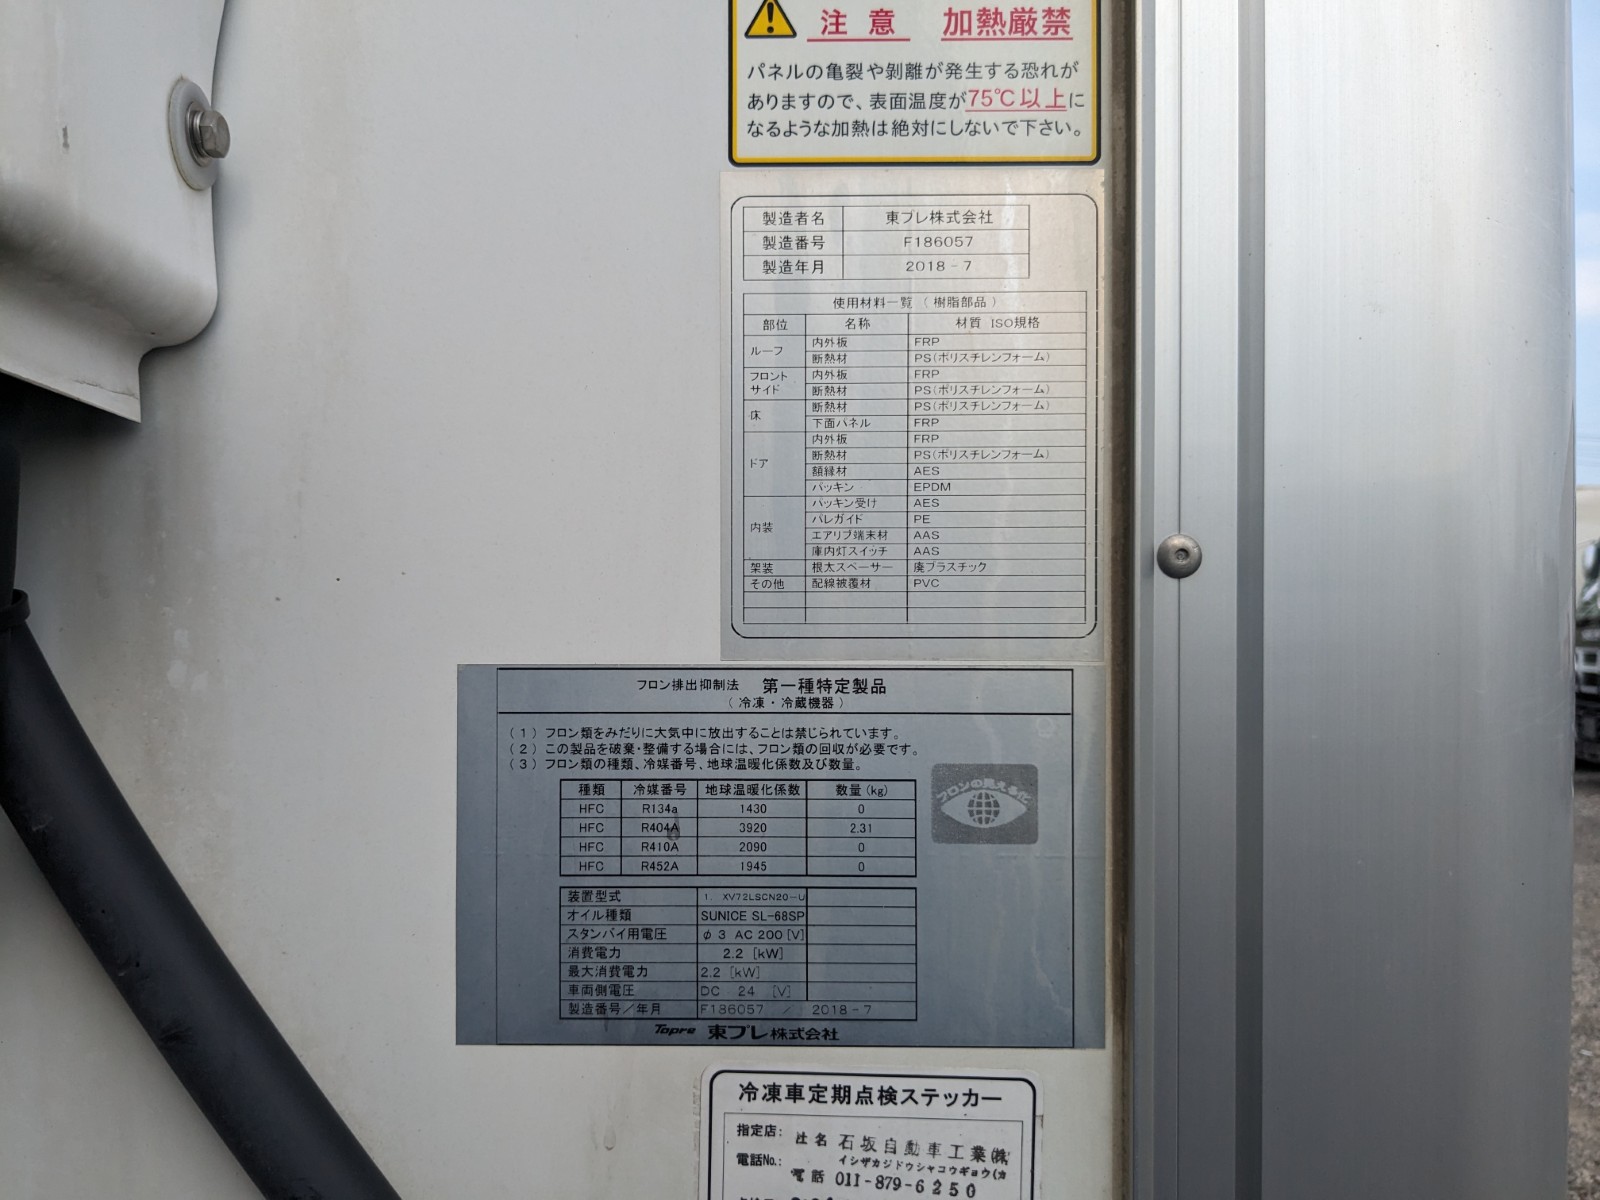 注意 加熱厳禁
パネルの亀裂や剝離が発生する恐れが
ありますので、表面温度が75℃以上に
なるような加熱は絶対にしないで下さい。
製造者名 東プレ株式会社
製造番号 F186057
製造年月 2018-7
使用材料一覧（樹脂部品）
部位 名称 材質 ISO規格
ルーフ 内外板 FRP
断熱材 PS(ポリスチレンフォーム)
フロントサイド 内外板 FRP
断熱材 PS(ポリスチレンフォーム)
床 断熱材 PS(ポリスチレンフォーム)
下面パネル FRP
ドア 内外板 FRP
断熱材 PS(ポリスチレンフォーム)
額縁材 AES
パッキン EPDM
内装 パッキン受け AES
パレガイド PE
エアリブ端末材 AAS
庫内灯スイッチ AAS
架装 根太スペーサー 廃プラスチック
その他 配線被覆材 PVC
フロン排出抑制法 第一種特定製品
（冷凍・冷蔵機器）
(1) フロン類をみだりに大気中に放出することは禁じられています。
(2) この製品を破棄・整備する場合には、フロン類の回収が必要です。
(3) フロン類の種類、冷媒番号、地球温暖化係数及び数量。
フロンの見える化
種類 冷媒番号 地球温暖化係数 数量(kg)
HFC R134a 1430 0
HFC R404A 3920 2.31
HFC R410A 2090 0
HFC R452A 1945 0
装置型式 1. XV72LSCN20-U
オイル種類 SUNICE SL-68SP
スタンバイ用電圧 φ3 AC 200 [V]
消費電力 2.2 [kW]
最大消費電力 2.2 [kW]
車両側電圧 DC 24 [V]
製造番号／年月 F186057 ／ 2018-7
Topre 東プレ株式会社
冷凍車定期点検ステッカー
指定店: 社名 石坂自動車工業㈱
イシザカジドウシャコウギョウ(カ
電話No.: 電話 011-879-6250